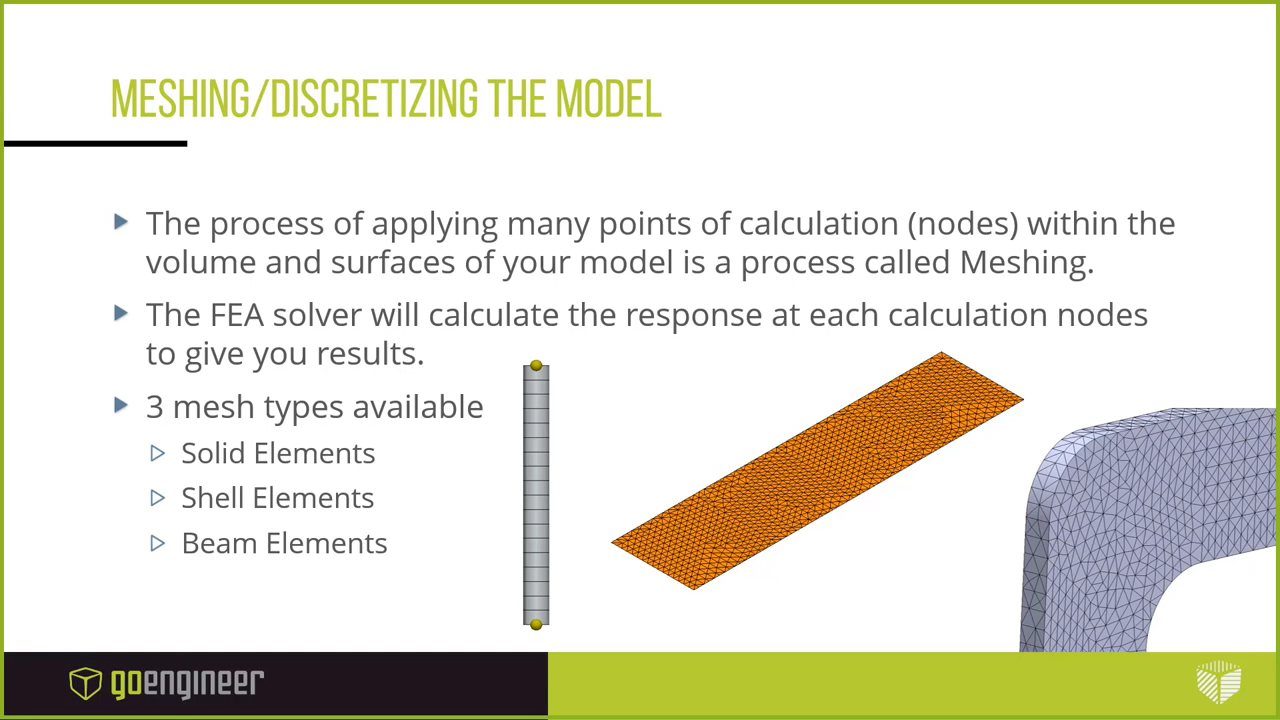 MESHING/DISCRETIZING THE MODEL
The process of applying many points of calculation (nodes) within the
volume and surfaces of your model is a process called Meshing.
The FEA solver will calculate the response at each calculation nodes
to give you results.
3 mesh types available
Solid Elements
Shell Elements
Beam Elements
goengineer